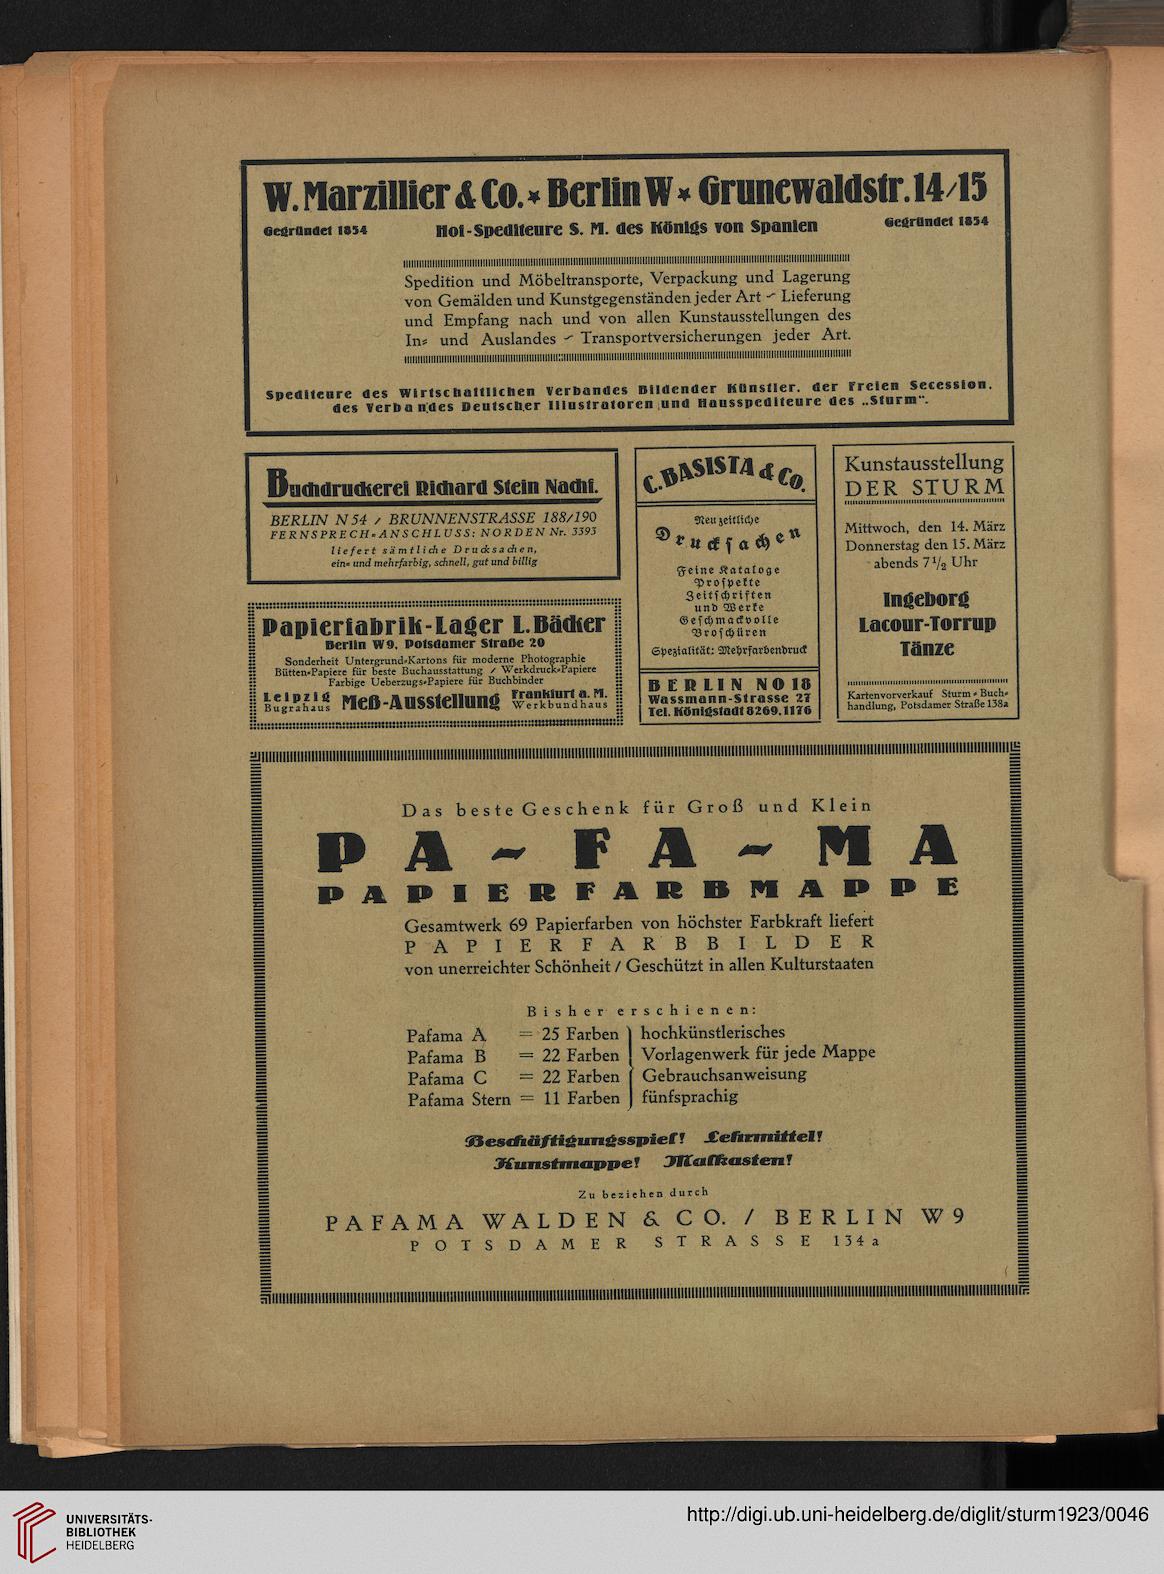 W. Marzillier & Co. * Berlin W * Grunewaldstr. 14/15
Gegründet 1854 Hof-Spediteure S. M. des Königs von Spanien Gegründet 1854
Spedition und Möbeltransporte, Verpackung und Lagerung
von Gemälden und Kunstgegenständen jeder Art ~ Lieferung
und Empfang nach und von allen Kunstausstellungen des
In= und Auslandes ~ Transportversicherungen jeder Art.
Spediteure des Wirtschaftlichen Verbandes Bildender Künstler, der Freien Secession,
des Verbandes Deutscher Illustratoren und Hausspediteure des „Sturm“.
Buchdruckerei Richard Stein Nachf.
BERLIN N 54 / BRUNNENSTRASSE 188/190
FERNSPRECH=ANSCHLUSS: NORDEN Nr. 3393
liefert sämtliche Drucksachen,
ein= und mehrfarbig, schnell, gut und billig
Papierfabrik-Lager L. Bäcker
Berlin W 9, Potsdamer Straße 20
Sonderheit Untergrund=Kartons für moderne Photographie
Bütten=Papiere für beste Buchausstattung / Werkdruck=Papiere
Farbige Ueberzugs=Papiere für Buchbinder
Leipzig Meß-Ausstellung Frankfurt a. M.
Bugrahaus Werkbundhaus
C. BASISTA & Co.
Neuzeitliche
Drucksachen
Feine Kataloge
Prospekte
Zeitschriften
und Werke
Geschmackvolle
Broschüren
Spezialität: Mehrfarbendruck
BERLIN NO 18
Wassmann-Strasse 27
Tel. Königstadt 8269, 1176
Kunstausstellung
DER STURM
Mittwoch, den 14. März
Donnerstag den 15. März
abends 7 1/2 Uhr
Ingeborg
Lacour-Torrup
Tänze
Kartenvorverkauf Sturm=Buch=
handlung, Potsdamer Straße 138a
Das beste Geschenk für Groß und Klein
PA ~ FA ~ MA
PAPIERFARBMAPPE
Gesamtwerk 69 Papierfarben von höchster Farbkraft liefert
PAPIERFARBBILDER
von unerreichter Schönheit / Geschützt in allen Kulturstaaten
Bisher erschienen:
Pafama A = 25 Farben } hochkünstlerisches
Pafama B = 22 Farben } Vorlagenwerk für jede Mappe
Pafama C = 22 Farben } Gebrauchsanweisung
Pafama Stern = 11 Farben } fünfsprachig
Beschäftigungsspiel! Lehrmittel!
Kunstmappe! Malkasten!
Zu beziehen durch
PAFAMA WALDEN & CO. / BERLIN W 9
POTSDAMER STRASSE 134a
UNIVERSITÄTS-
BIBLIOTHEK
HEIDELBERG
http://digi.ub.uni-heidelberg.de/diglit/sturm1923/0046